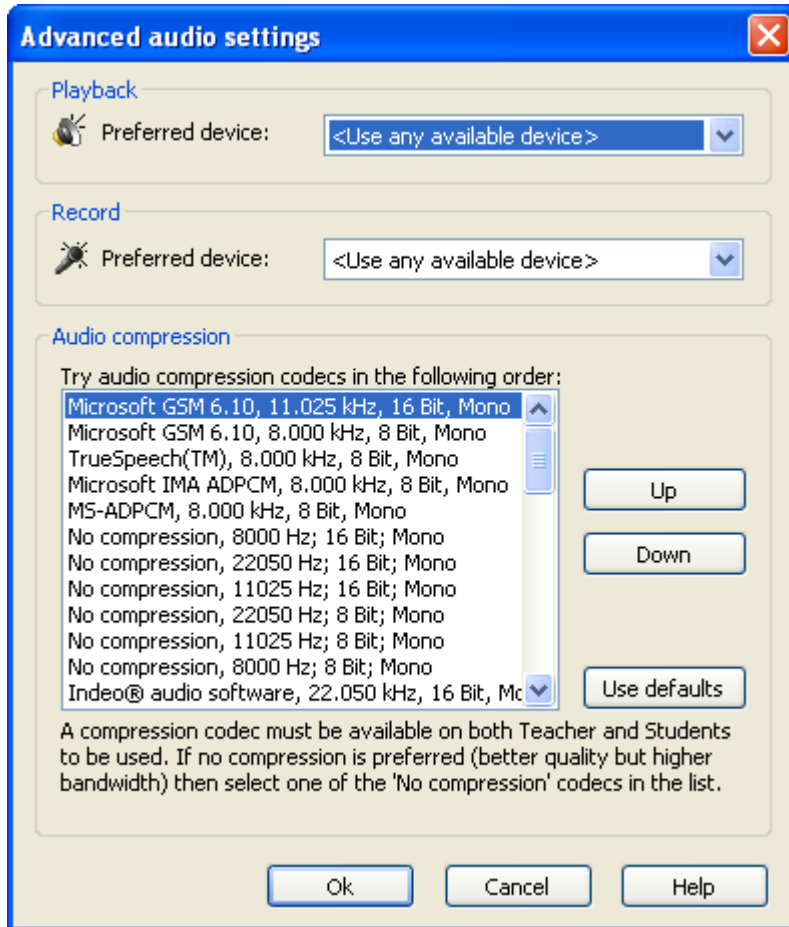 Advanced audio settings
Playback
Preferred device:
<Use any available device>
Record
Preferred device:
<Use any available device>
Audio compression
Try audio compression codecs in the following order:
Microsoft GSM 6.10, 11.025 kHz, 16 Bit, Mono
Microsoft GSM 6.10, 8.000 kHz, 8 Bit, Mono
TrueSpeech(TM), 8.000 kHz, 8 Bit, Mono
Microsoft IMA ADPCM, 8.000 kHz, 8 Bit, Mono
MS-ADPCM, 8.000 kHz, 8 Bit, Mono
No compression, 8000 Hz; 16 Bit; Mono
No compression, 22050 Hz; 16 Bit; Mono
No compression, 11025 Hz; 16 Bit; Mono
No compression, 22050 Hz; 8 Bit; Mono
No compression, 11025 Hz; 8 Bit; Mono
No compression, 8000 Hz; 8 Bit; Mono
Indeo® audio software, 22.050 kHz, 16 Bit, Mo
Up
Down
Use defaults
A compression codec must be available on both Teacher and Students
to be used. If no compression is preferred (better quality but higher
bandwidth) then select one of the 'No compression' codecs in the list.
Ok
Cancel
Help